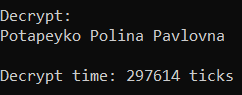 Decrypt:
Potapeyko Polina Pavlovna
Decrypt time: 297614 ticks